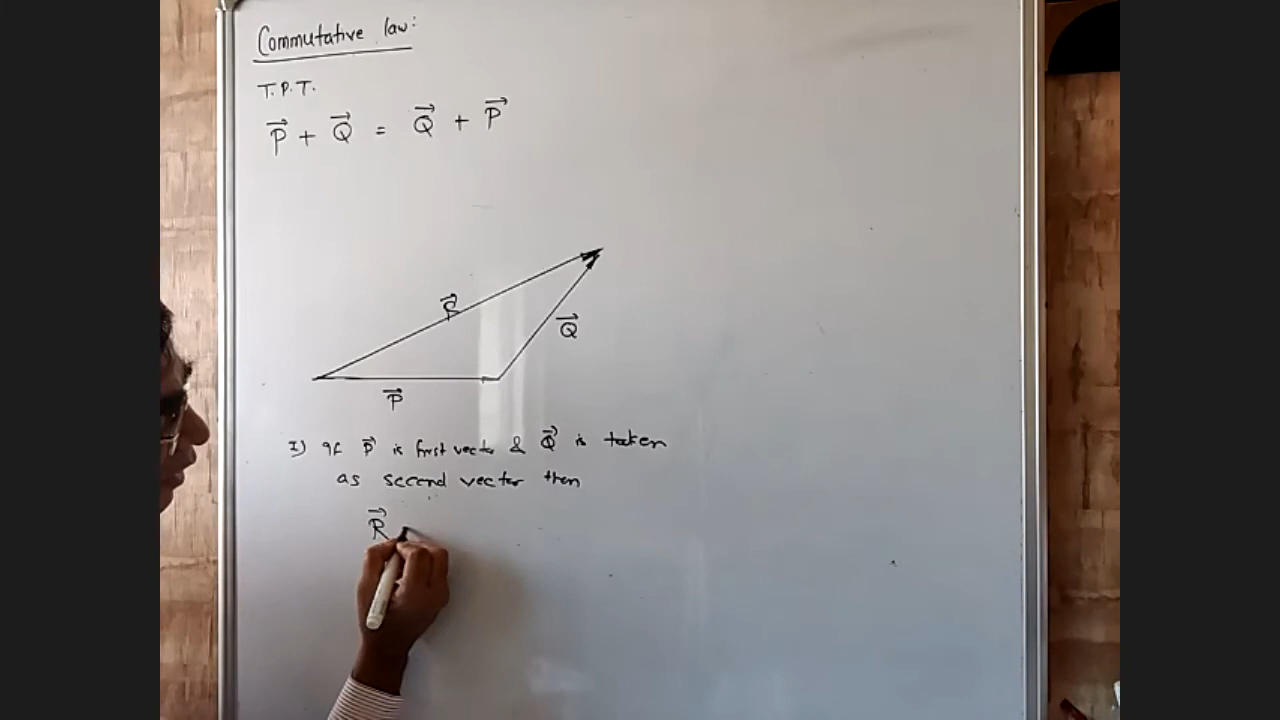 Commutative law:
T.P.T.
P⃗ + Q⃗ = Q⃗ + P⃗
R⃗
Q⃗
P⃗
I) If P⃗ is first vector & Q⃗ is taken
as second vector then
R⃗